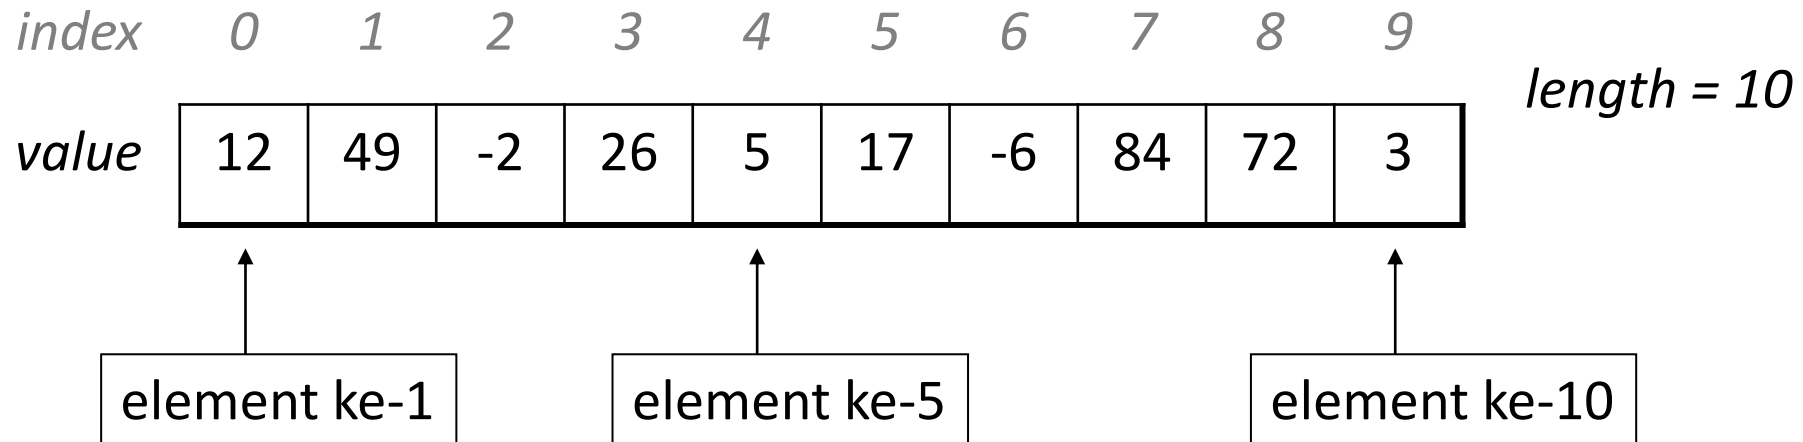 index 0 1 2 3 4 5 6 7 8 9
length = 10
value 12 49 -2 26 5 17 -6 84 72 3
element ke-1 element ke-5 element ke-10